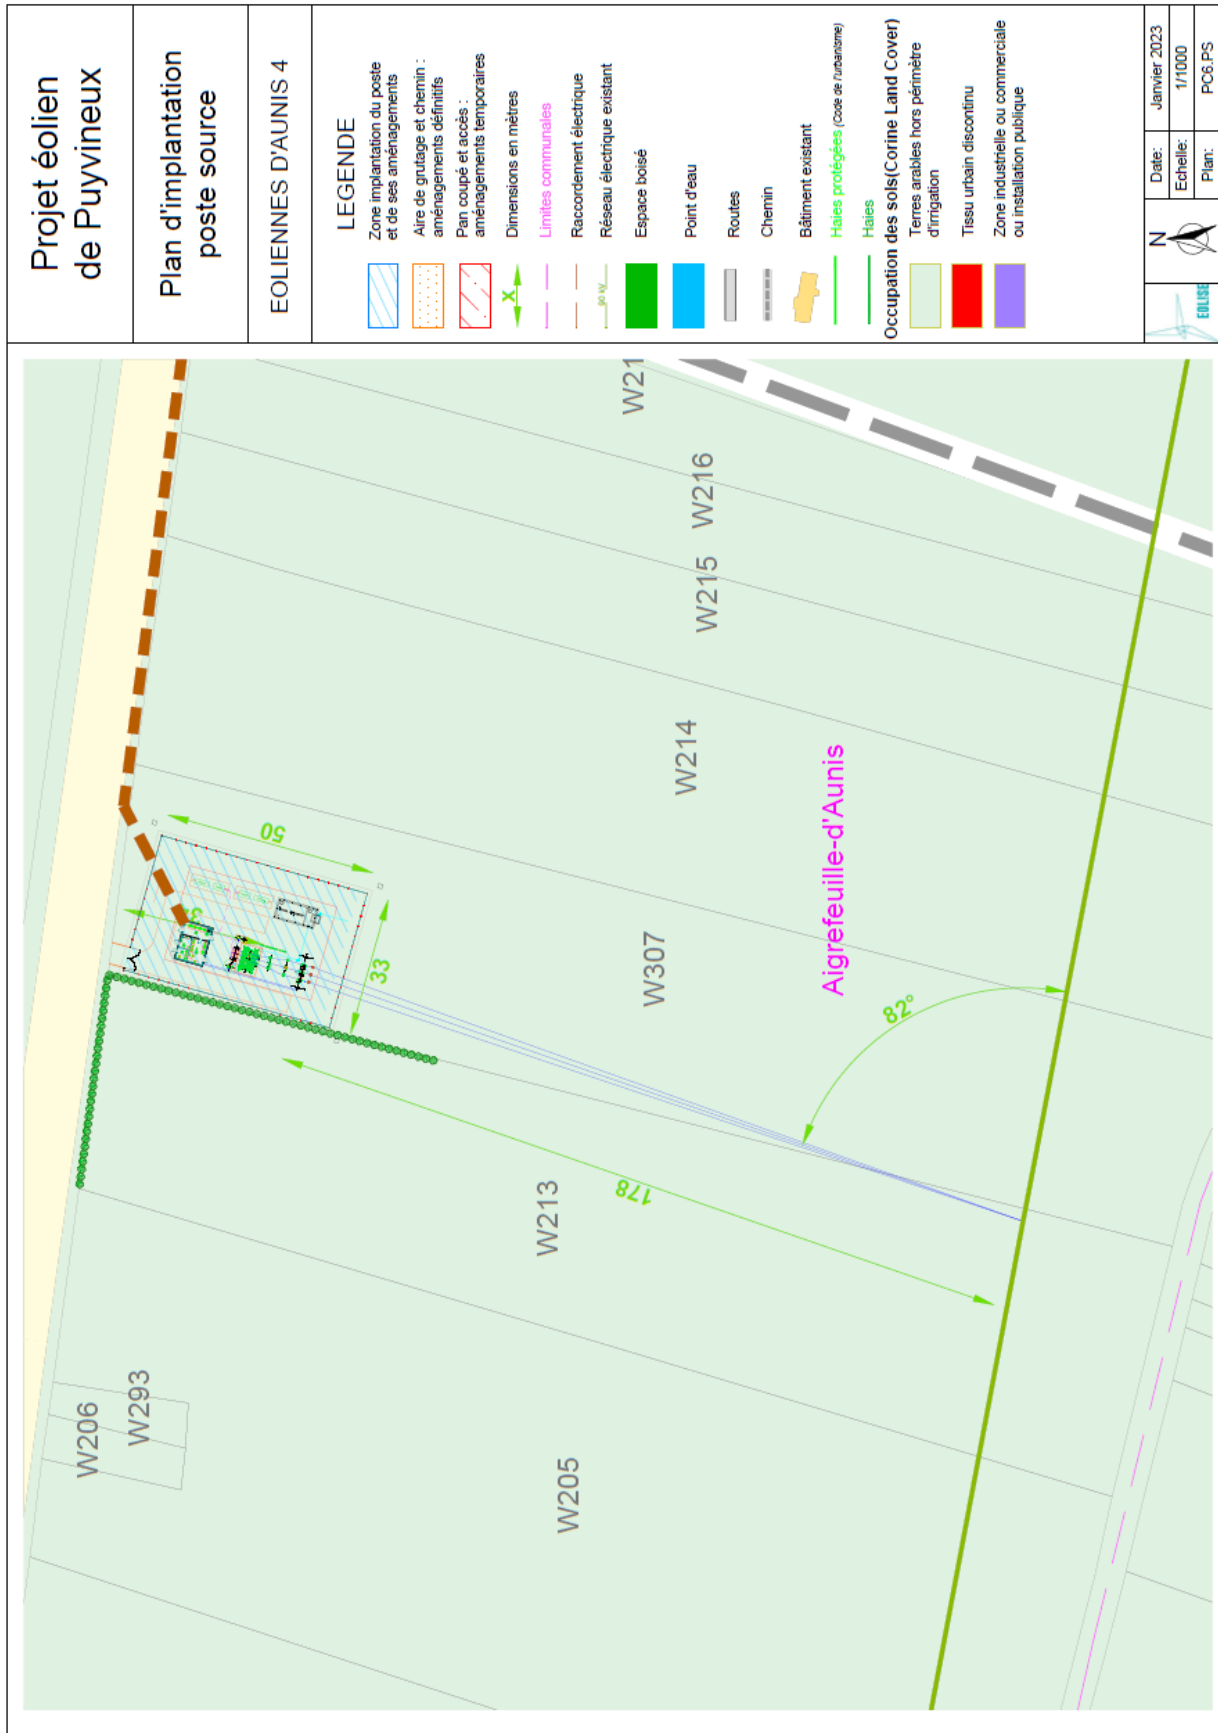 Projet éolien
de Puyvineux
Plan d'implantation
poste source
EOLIENNES D'AUNIS 4
LEGENDE
Zone implantation du poste
et de ses aménagements
Aire de grutage et chemin :
aménagements définitifs
Pan coupé et accès :
aménagements temporaires
X
Dimensions en mètres
Limites communales
Raccordement électrique
90 kV
Réseau électrique existant
Espace boisé
Point d'eau
Routes
Chemin
Bâtiment existant
Haies protégées (Code de l'urbanisme)
Haies
Occupation des sols(Corine Land Cover)
Terres arables hors périmètre
d'irrigation
Tissu urbain discontinu
Zone industrielle ou commerciale
ou installation publique
EOLISE
N
Date: Janvier 2023
Echelle: 1/1000
Plan: PC6.PS
W206
W293
W205
W213
W307
W214
W215
W216
W21
Aigrefeuille-d'Aunis
50
33
178
82°